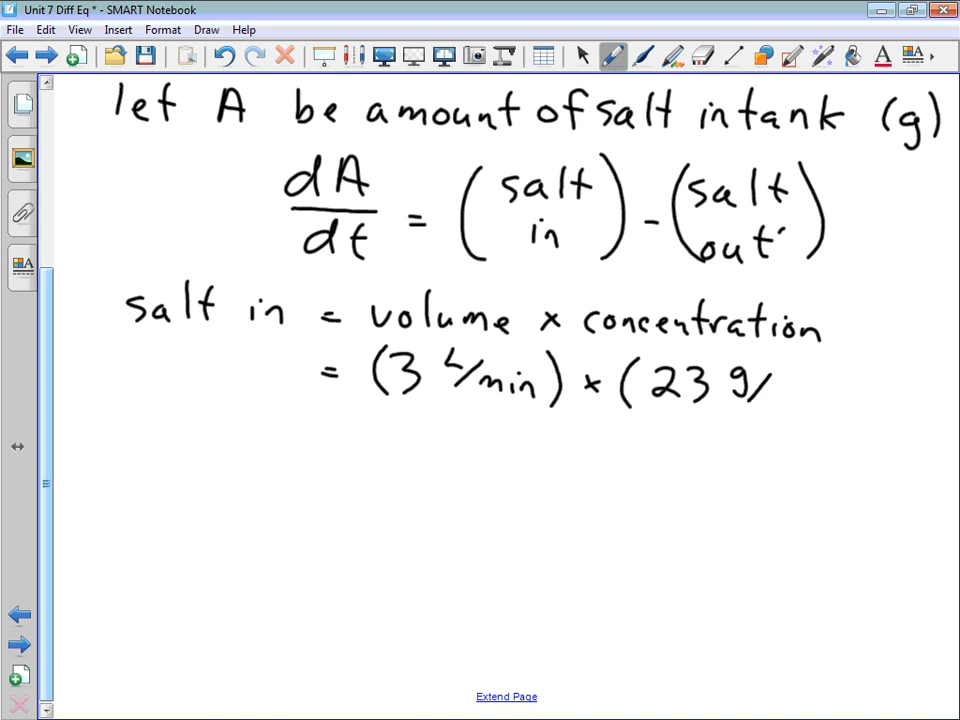 Unit 7 Diff Eq * - SMART Notebook
File Edit View Insert Format Draw Help
let A be amount of salt in tank (g)
dA/dt = (salt in) - (salt out)
salt in = volume x concentration
= (3 L/min) x (23 g/
Extend Page